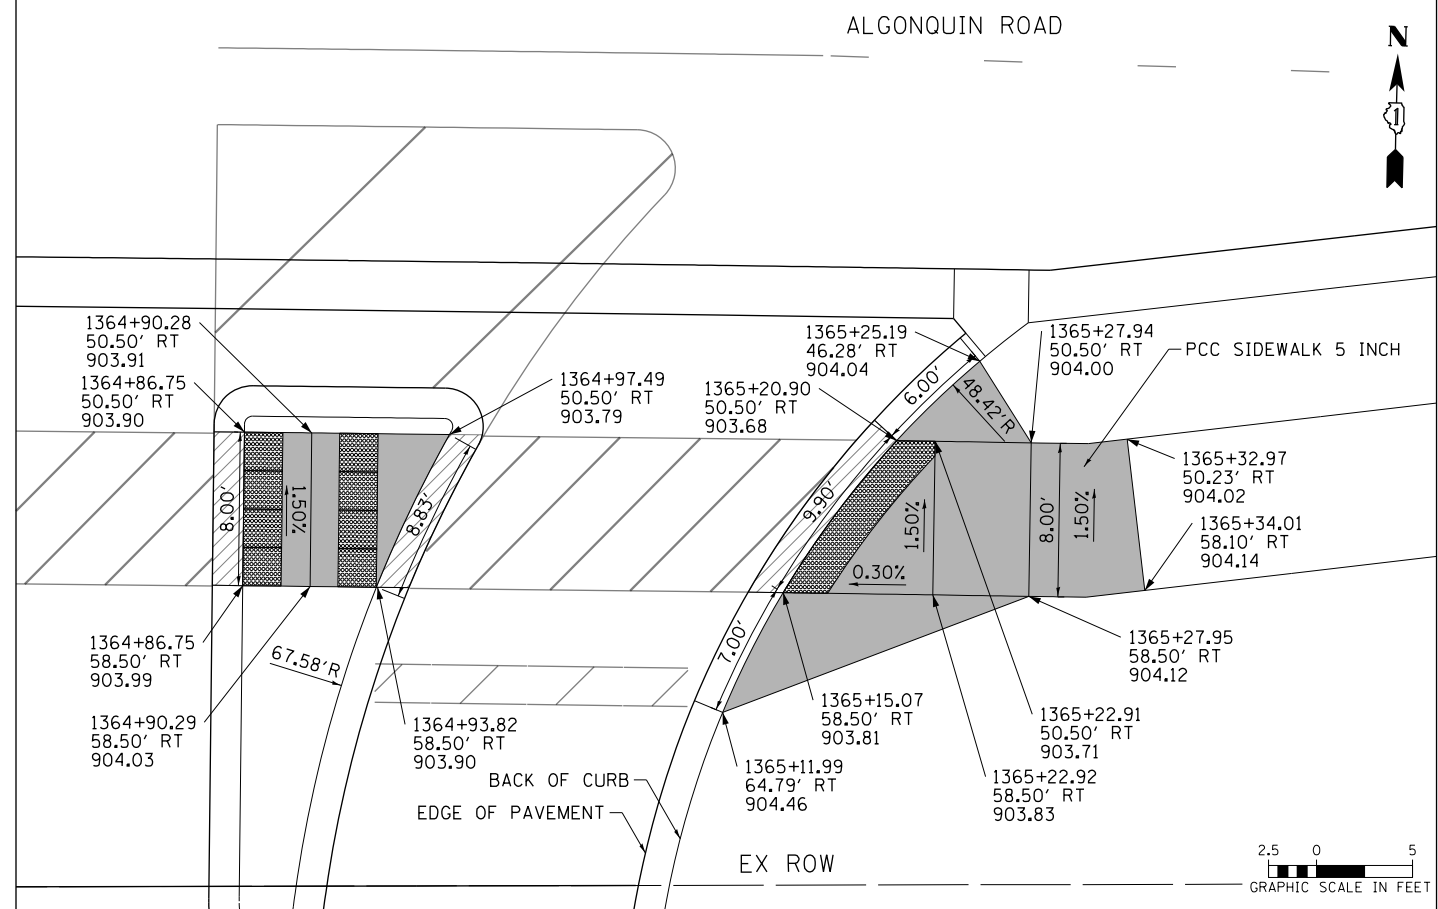 ALGONQUIN ROAD
N
1
1364+90.28
50.50' RT
903.91
1364+86.75
50.50' RT
903.90
1364+97.49
50.50' RT
903.79
1365+25.19
46.28' RT
904.04
1365+20.90
50.50' RT
903.68
1365+27.94
50.50' RT
904.00
PCC SIDEWALK 5 INCH
6.00'
48.42'R
1365+32.97
50.23' RT
904.02
1365+34.01
58.10' RT
904.14
8.00'
1.50%
8.83'
9.90'
1.50%
8.00'
1.50%
0.30%
7.00'
1364+86.75
58.50' RT
903.99
67.58'R
1364+90.29
58.50' RT
904.03
1364+93.82
58.50' RT
903.90
1365+27.95
58.50' RT
904.12
1365+15.07
58.50' RT
903.81
1365+22.91
50.50' RT
903.71
1365+11.99
64.79' RT
904.46
1365+22.92
58.50' RT
903.83
BACK OF CURB
EDGE OF PAVEMENT
EX ROW
2.5 0 5
GRAPHIC SCALE IN FEET